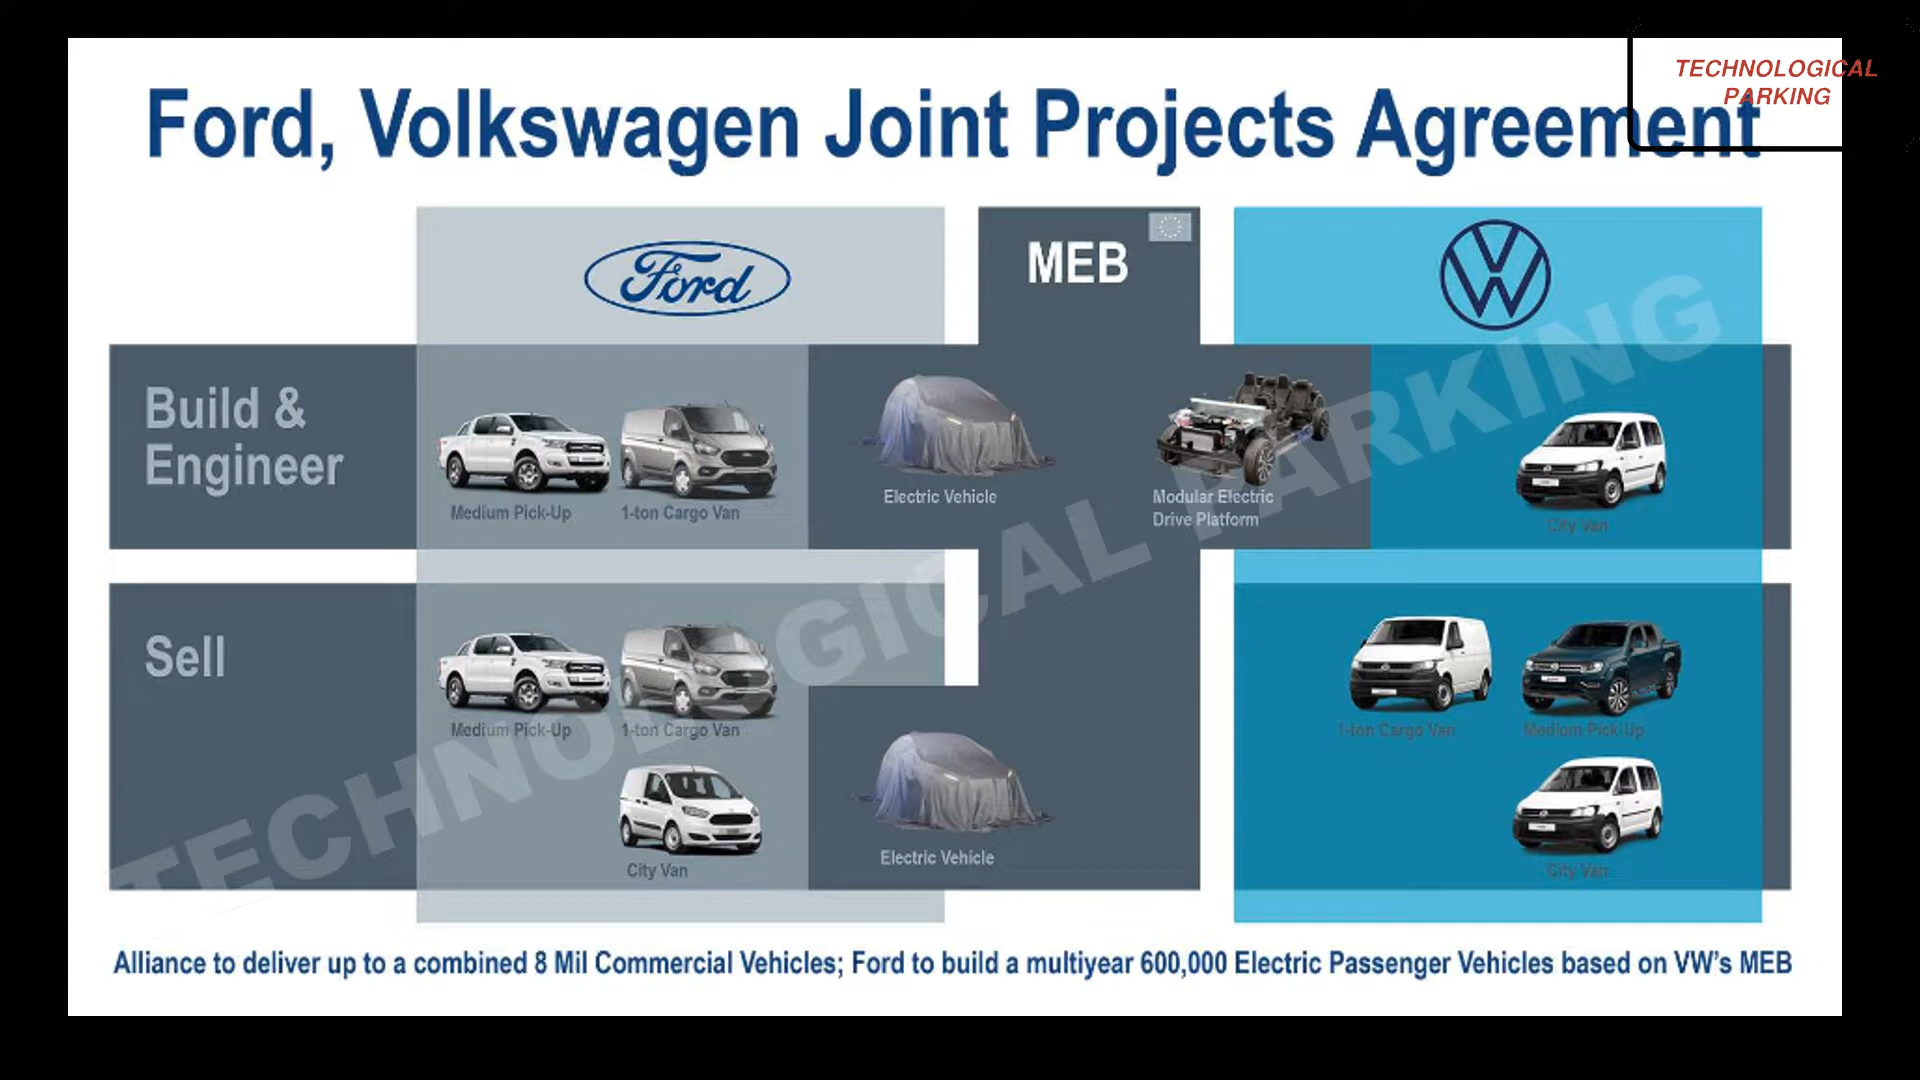 TECHNOLOGICAL
PARKING
Ford, Volkswagen Joint Projects Agreement
Ford
MEB
Build &
Engineer
Medium Pick-Up
1-ton Cargo Van
Electric Vehicle
Modular Electric
Drive Platform
City Van
Sell
Medium Pick-Up
1-ton Cargo Van
1-ton Cargo Van
Medium Pick-Up
City Van
Electric Vehicle
City Van
TECHNOLOGICAL PARKING
Alliance to deliver up to a combined 8 Mil Commercial Vehicles; Ford to build a multiyear 600,000 Electric Passenger Vehicles based on VW's MEB